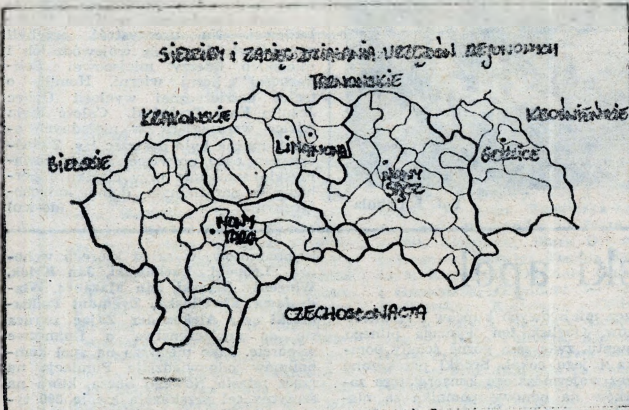 SIEDZIBY i ZASIĘG DZIAŁANIA URZĘDÓW REJONOWYCH
TARNOWSKIE
KRAKOWSKIE
KROŚNIEŃSKIE
BIELSKIE
LIMANOWA
GORLICE
NOWY
SĄCZ
NOWY
TARG
CZECHOSŁOWACJA